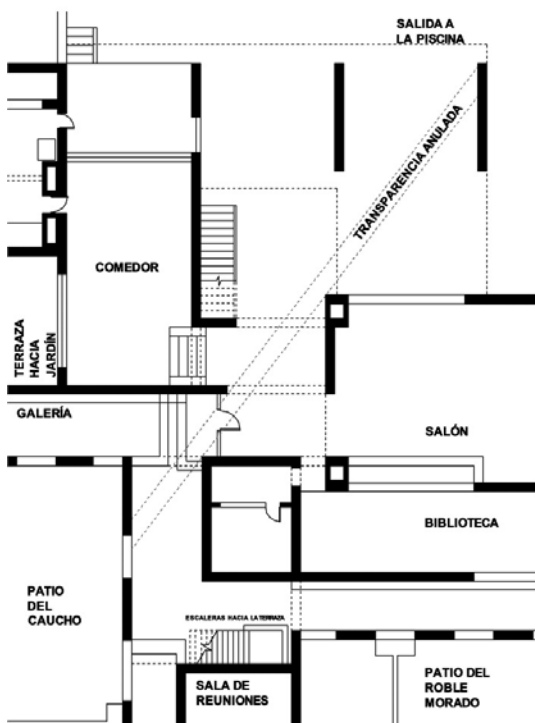 SALIDA A
LA PISCINA
TRANSPARENCIA ANULADA
COMEDOR
TERRAZA
HACIA
JARDÍN
GALERÍA
SALÓN
BIBLIOTECA
PATIO
DEL
CAUCHO
ESCALERAS HACIA LA TERRAZA
SALA DE
REUNIONES
PATIO DEL
ROBLE
MORADO